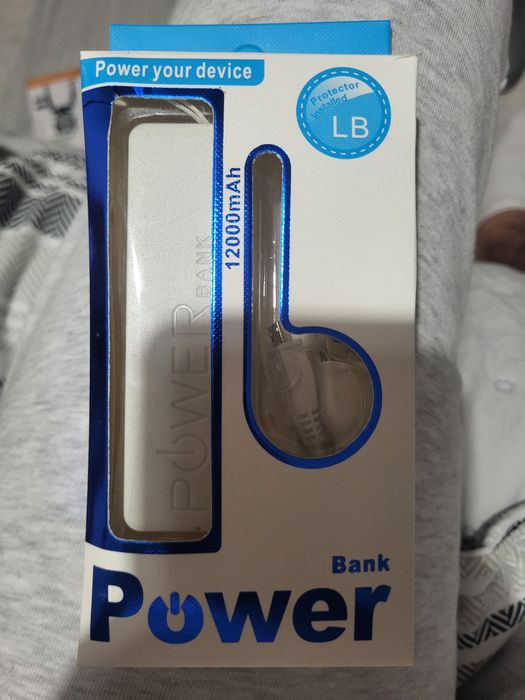 Power your device
Protector
installed
LB
12000mAh
POWER
BANK
Bank
Power